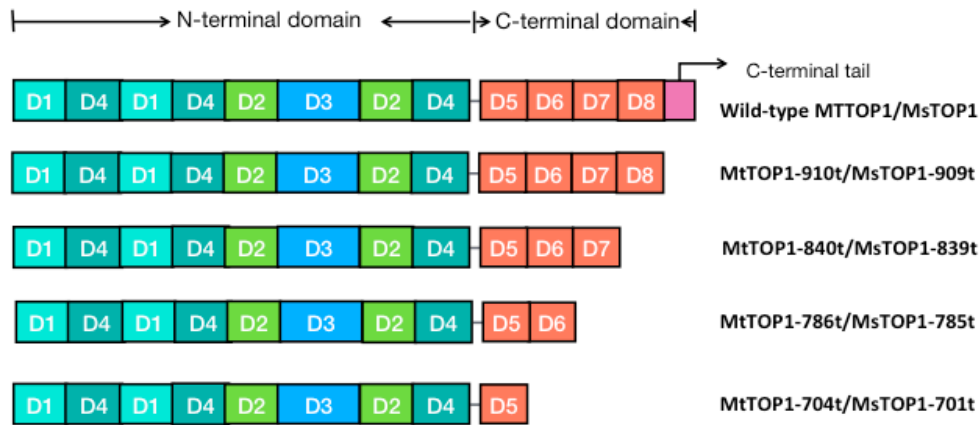 N-terminal domain C-terminal domain
C-terminal tail
D1 D4 D1 D4 D2 D3 D2 D4 D5 D6 D7 D8
Wild-type MTTOP1/MsTOP1
D1 D4 D1 D4 D2 D3 D2 D4 D5 D6 D7 D8 MtTOP1-910t/MsTOP1-909t
D1 D4 D1 D4 D2 D3 D2 D4 D5 D6 D7 MtTOP1-840t/MsTOP1-839t
D1 D4 D1 D4 D2 D3 D2 D4 D5 D6 MtTOP1-786t/MsTOP1-785t
D1 D4 D1 D4 D2 D3 D2 D4 D5 MtTOP1-704t/MsTOP1-701t